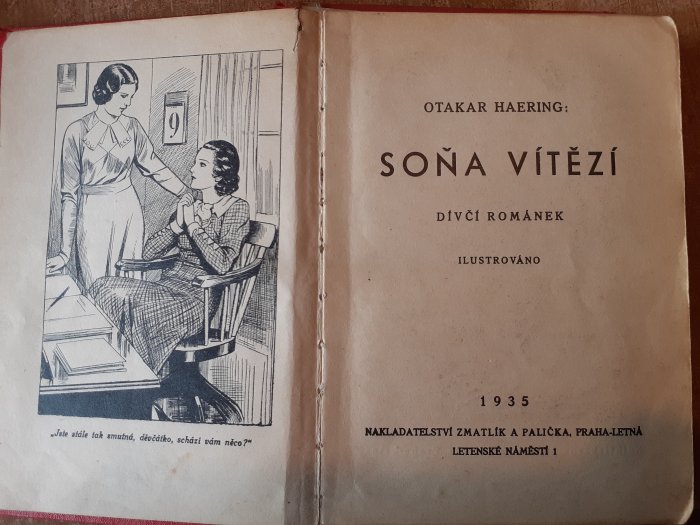 9
„Jste stále tak smutná, děvčátko, schází vám něco?“
OTAKAR HAERING:
SOŇA VÍTĚZÍ
DÍVČÍ ROMÁNEK
ILUSTROVÁNO
1935
NAKLADATELSTVÍ ZMATLÍK A PALIČKA, PRAHA-LETNÁ
LETENSKÉ NÁMĚSTÍ 1